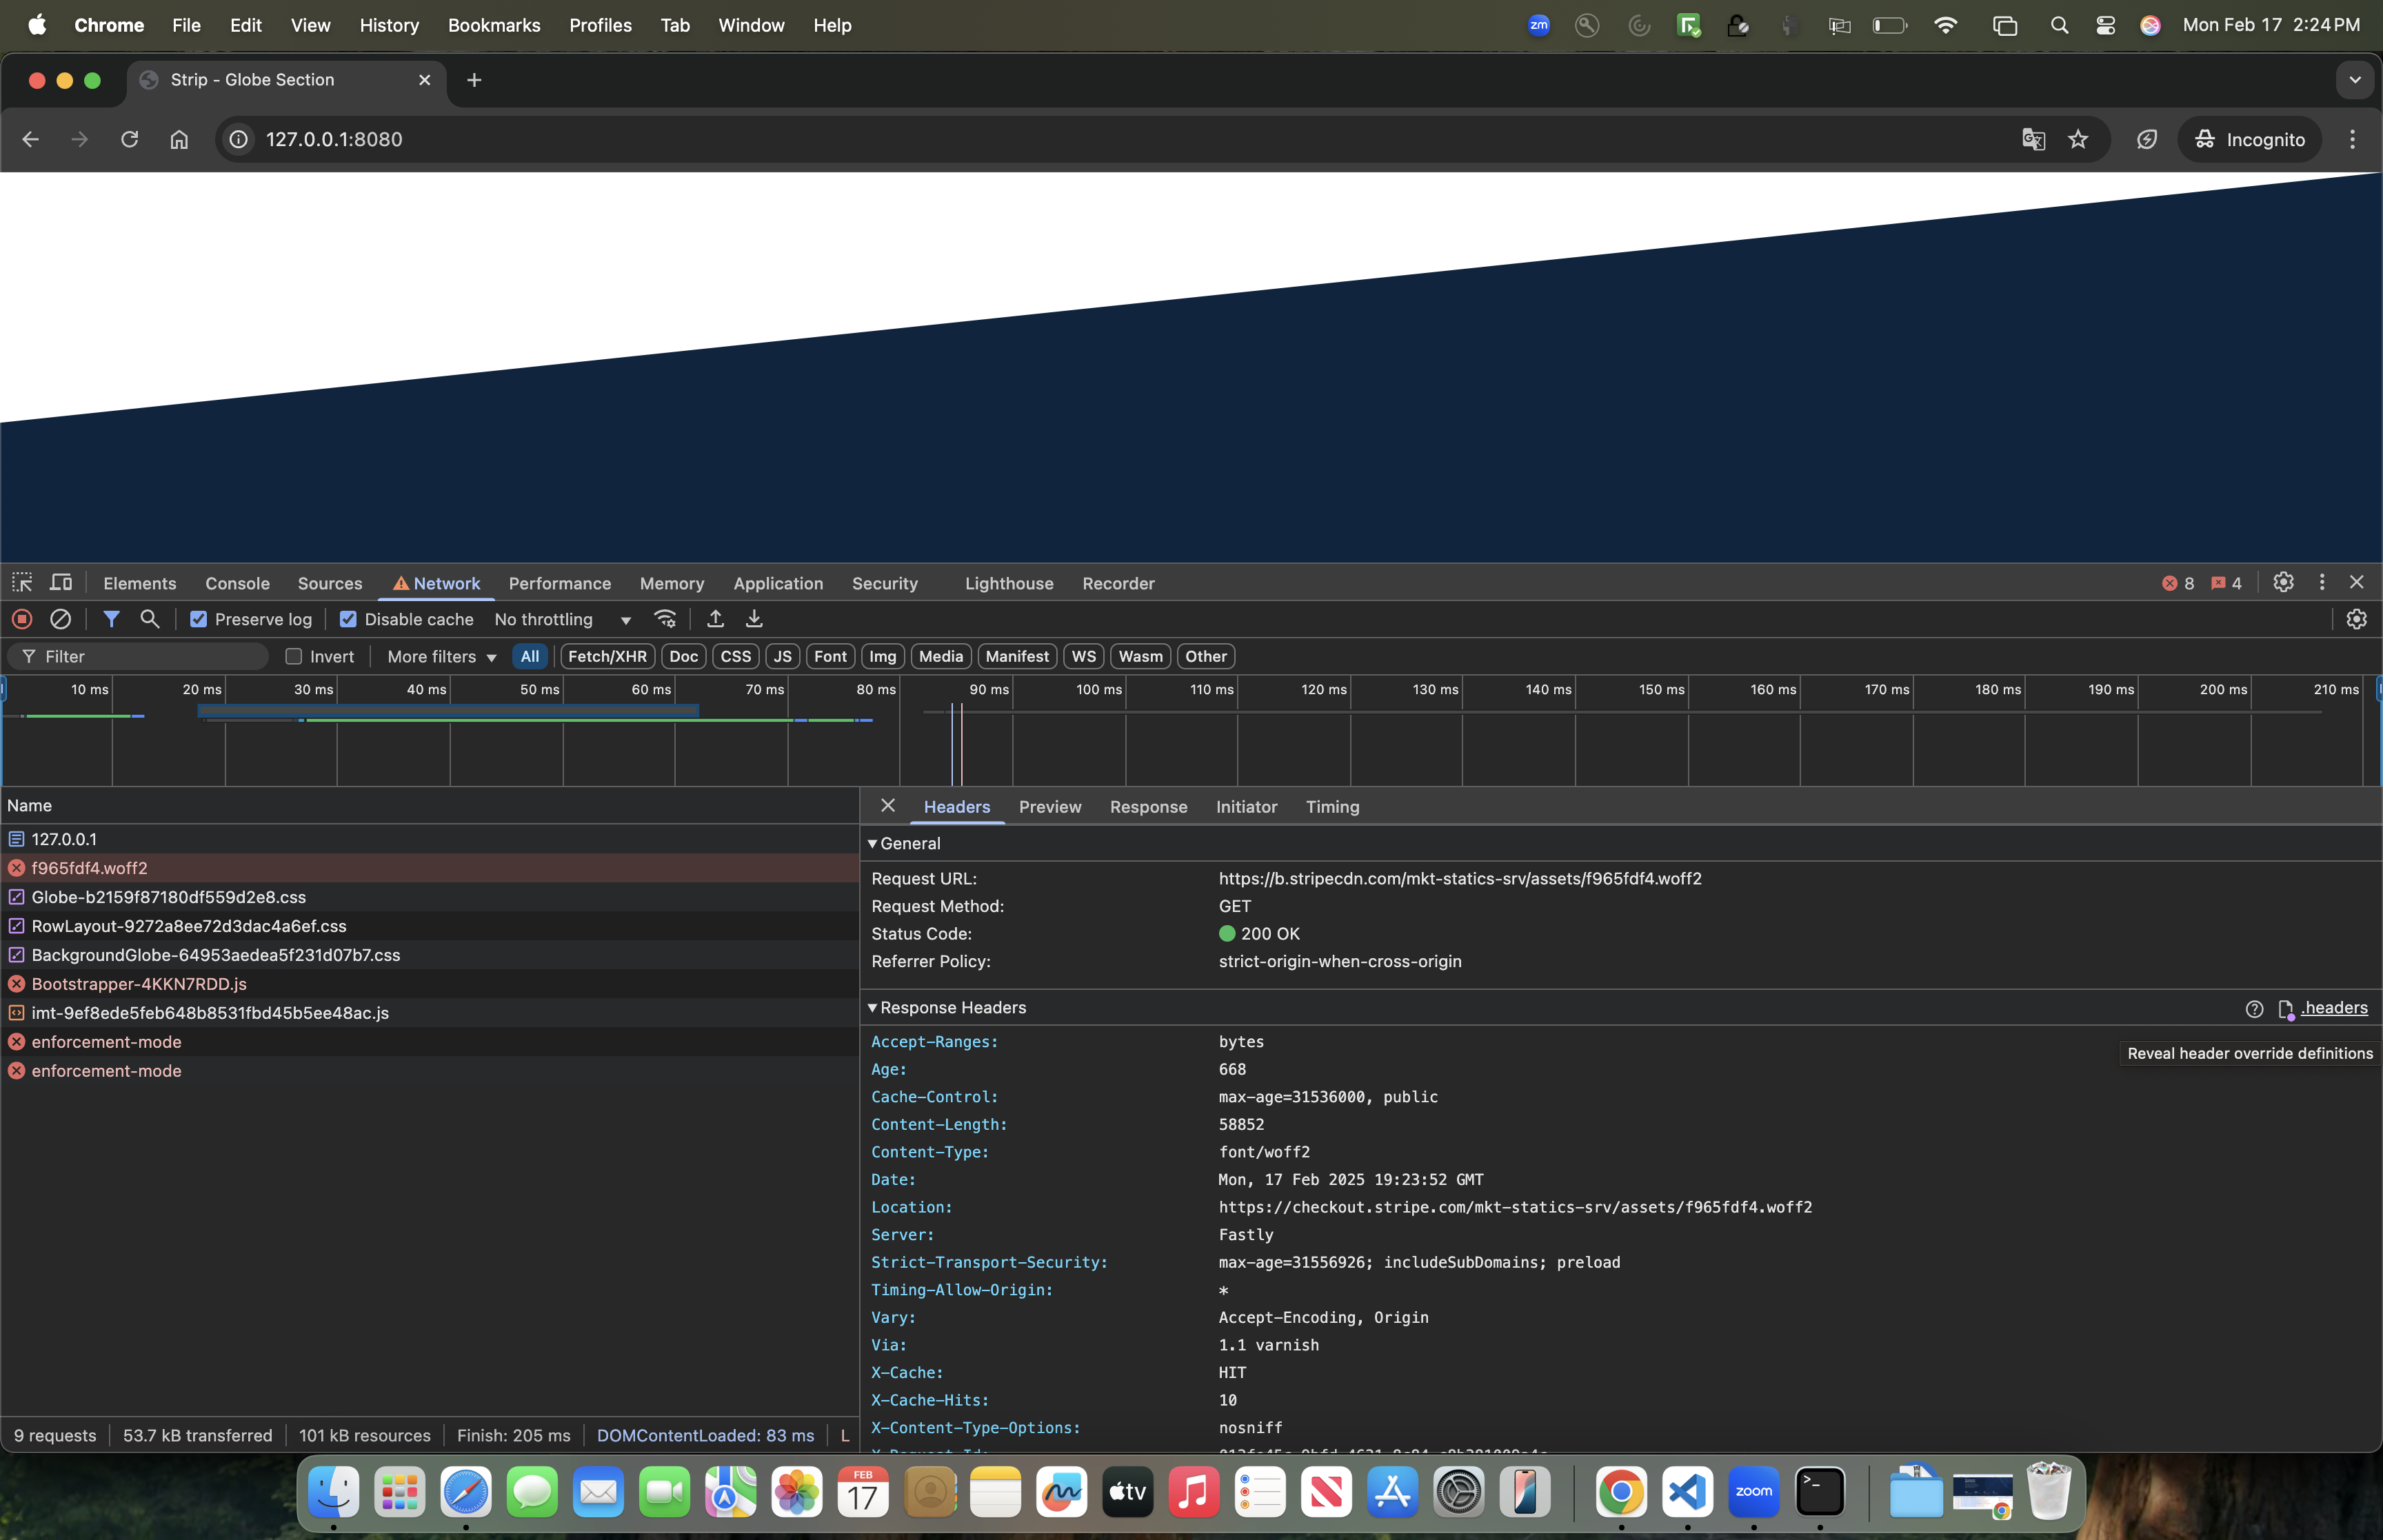 Chrome File Edit View History Bookmarks Profiles Tab Window Help zm Mon Feb 17 2:24 PM
Strip - Globe Section
127.0.0.1:8080 Incognito
Elements Console Sources Network Performance Memory Application Security Lighthouse Recorder 8 4
Preserve log Disable cache No throttling
Filter Invert More filters All Fetch/XHR Doc CSS JS Font Img Media Manifest WS Wasm Other
10 ms 20 ms 30 ms 40 ms 50 ms 60 ms 70 ms 80 ms 90 ms 100 ms 110 ms 120 ms 130 ms 140 ms 150 ms 160 ms 170 ms 180 ms 190 ms 200 ms 210 ms
Name
127.0.0.1
f965fdf4.woff2
Globe-b2159f87180df559d2e8.css
RowLayout-9272a8ee72d3dac4a6ef.css
BackgroundGlobe-64953aedea5f231d07b7.css
Bootstrapper-4KKN7RDD.js
imt-9ef8ede5feb648b8531fbd45b5ee48ac.js
enforcement-mode
enforcement-mode
Headers Preview Response Initiator Timing
General
Request URL: https://b.stripecdn.com/mkt-statics-srv/assets/f965fdf4.woff2
Request Method: GET
Status Code: 200 OK
Referrer Policy: strict-origin-when-cross-origin
Response Headers .headers
Reveal header override definitions
Accept-Ranges: bytes
Age: 668
Cache-Control: max-age=31536000, public
Content-Length: 58852
Content-Type: font/woff2
Date: Mon, 17 Feb 2025 19:23:52 GMT
Location: https://checkout.stripe.com/mkt-statics-srv/assets/f965fdf4.woff2
Server: Fastly
Strict-Transport-Security: max-age=31556926; includeSubDomains; preload
Timing-Allow-Origin: *
Vary: Accept-Encoding, Origin
Via: 1.1 varnish
X-Cache: HIT
X-Cache-Hits: 10
X-Content-Type-Options: nosniff
9 requests 53.7 kB transferred 101 kB resources Finish: 205 ms DOMContentLoaded: 83 ms L
FEB
17
tv
zoom